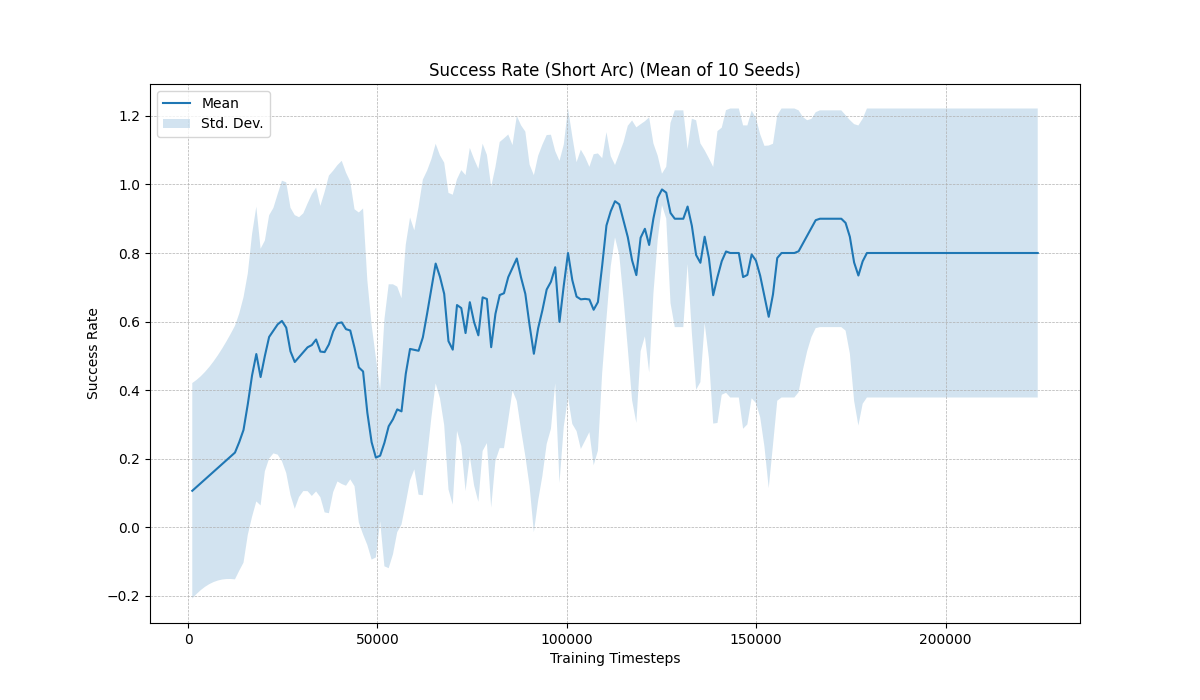 Success Rate (Short Arc) (Mean of 10 Seeds)
Mean
Std. Dev.
1.2
1.0
0.8
0.6
0.4
0.2
0.0
−0.2
Success Rate
0
50000
100000
150000
200000
Training Timesteps